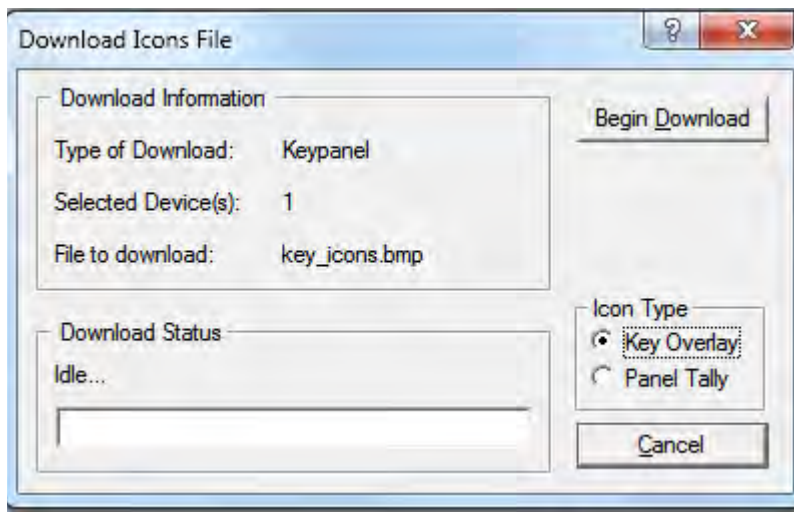 Download Icons File
Download Information
Type of Download: Keypanel
Selected Device(s): 1
File to download: key_icons.bmp
Begin Download
Download Status
Idle...
Icon Type
Key Overlay
Panel Tally
Cancel